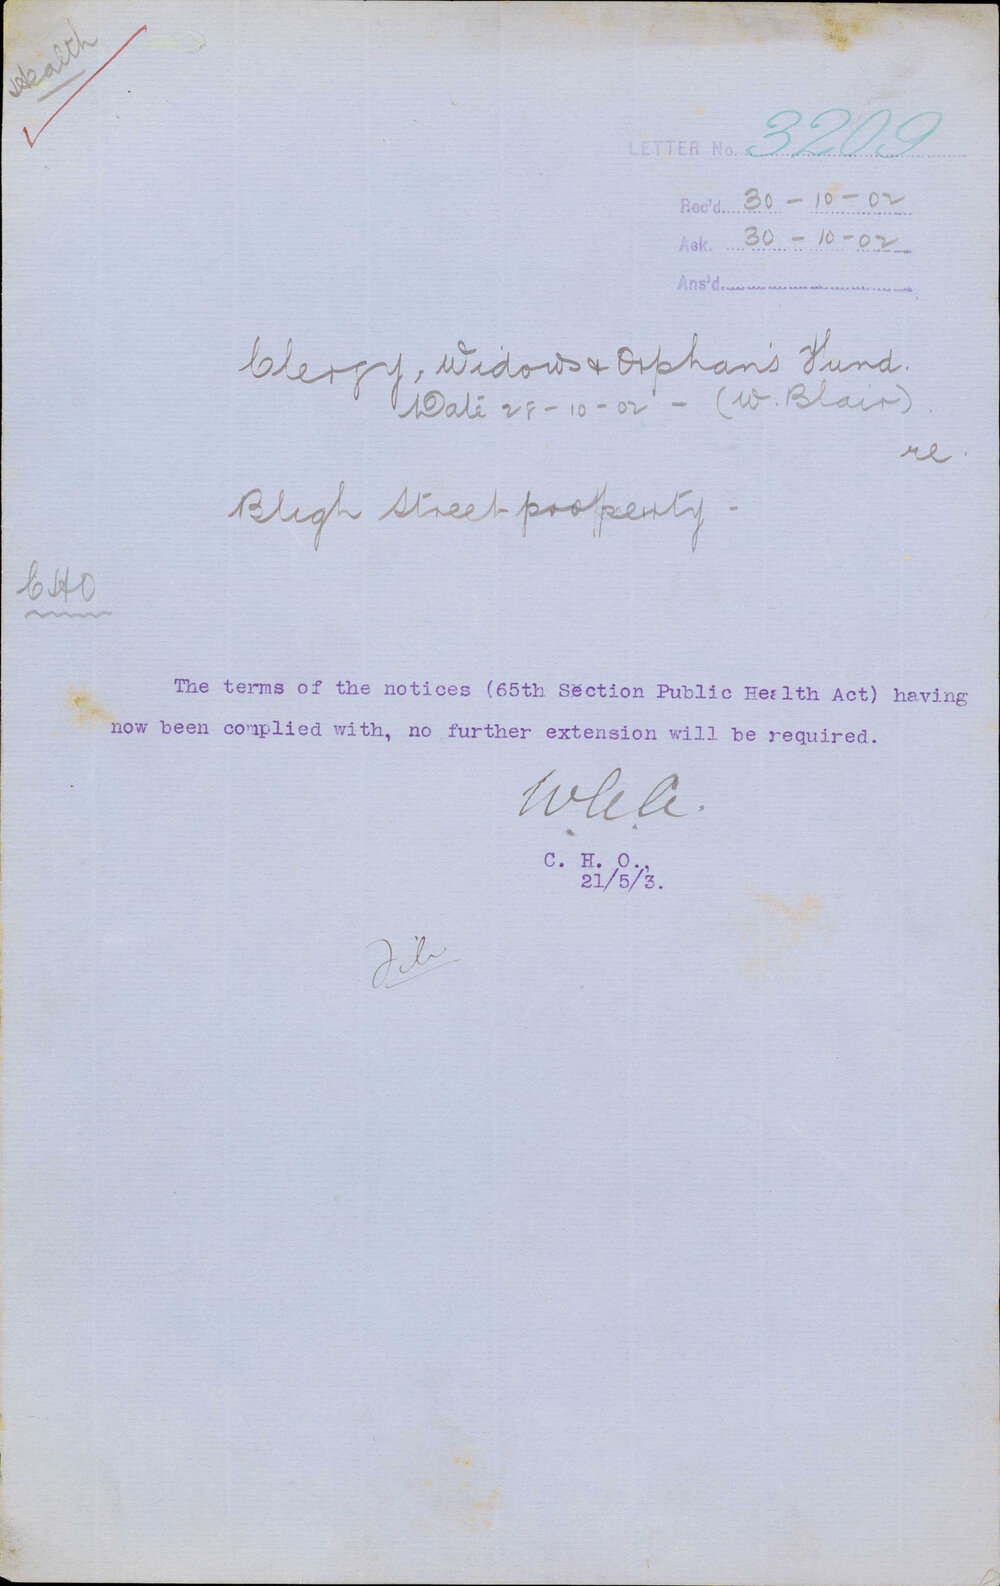 Health
LETTER No. 3209
Rec'd. 30-10-02
Ack. 30-10-02
Ans'd.
Clergy, Widows & Orphan's Fund.
Date 28-10-02 - (W. Blair).
re.
Bligh Street property -
CHO
The terms of the notices (65th Section Public Health Act) having
now been complied with, no further extension will be required.
C. H. O.,
21/5/3.
File